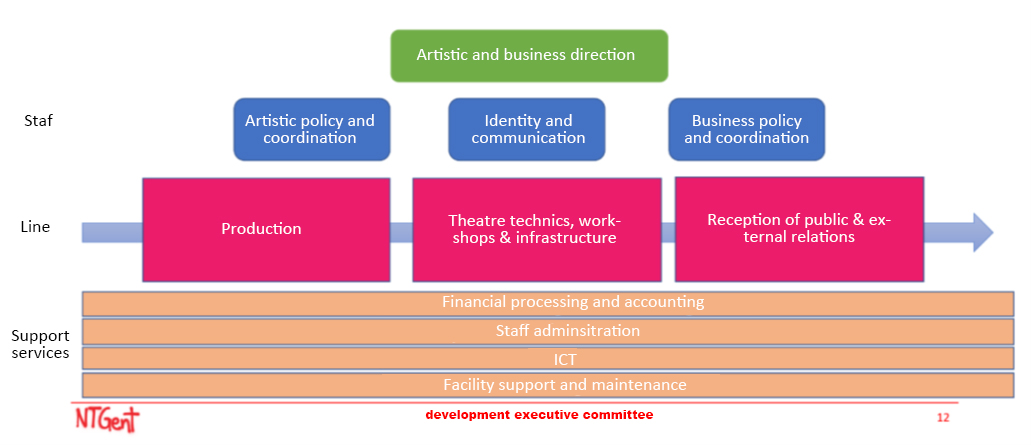 Artistic and business direction
Staf
Artistic policy and
coordination
Identity and
communication
Business policy
and coordination
Line
Production
Theatre technics, work-
shops & infrastructure
Reception of public & ex-
ternal relations
Support
services
Financial processing and accounting
Staff adminsitration
ICT
Facility support and maintenance
NTGent
development executive committee
12